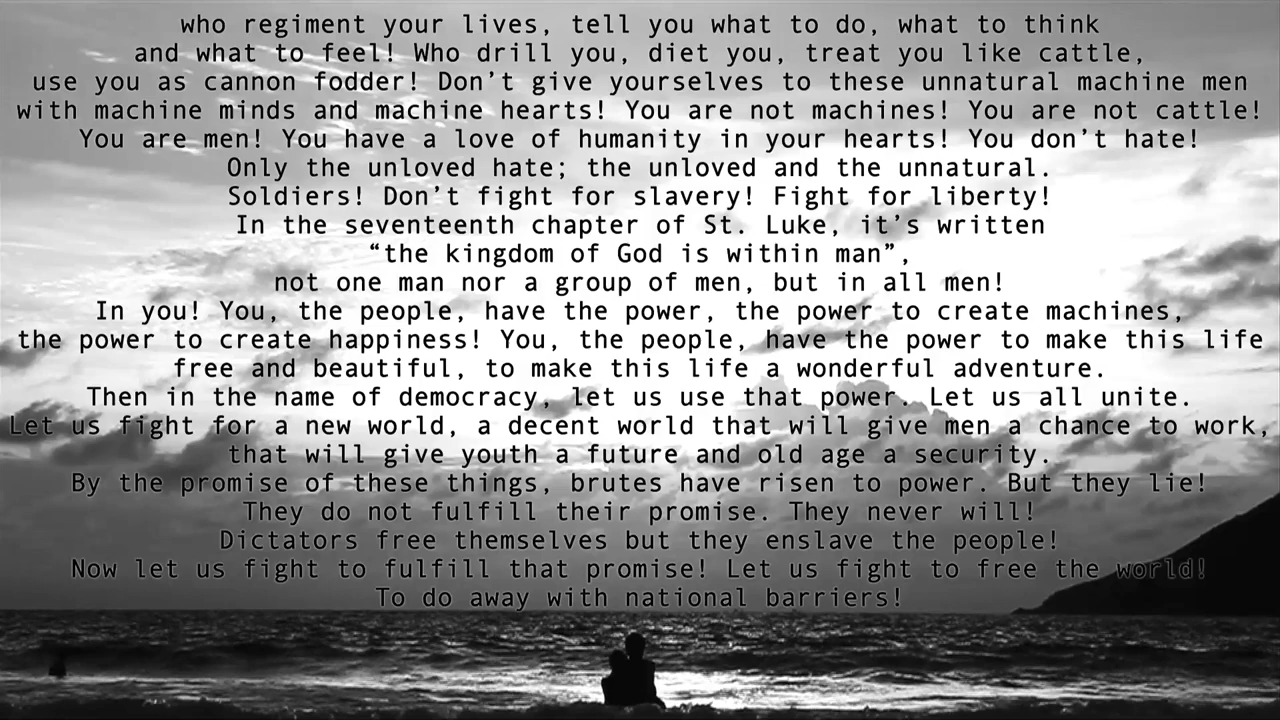 who regiment your lives, tell you what to do, what to think
and what to feel! Who drill you, diet you, treat you like cattle,
use you as cannon fodder! Don’t give yourselves to these unnatural machine men
with machine minds and machine hearts! You are not machines! You are not cattle!
You are men! You have a love of humanity in your hearts! You don’t hate!
Only the unloved hate; the unloved and the unnatural.
Soldiers! Don’t fight for slavery! Fight for liberty!
In the seventeenth chapter of St. Luke, it’s written
“the kingdom of God is within man”,
not one man nor a group of men, but in all men!
In you! You, the people, have the power, the power to create machines,
the power to create happiness! You, the people, have the power to make this life
free and beautiful, to make this life a wonderful adventure.
Then in the name of democracy, let us use that power. Let us all unite.
Let us fight for a new world, a decent world that will give men a chance to work,
that will give youth a future and old age a security.
By the promise of these things, brutes have risen to power. But they lie!
They do not fulfill their promise. They never will!
Dictators free themselves but they enslave the people!
Now let us fight to fulfill that promise! Let us fight to free the world!
To do away with national barriers!